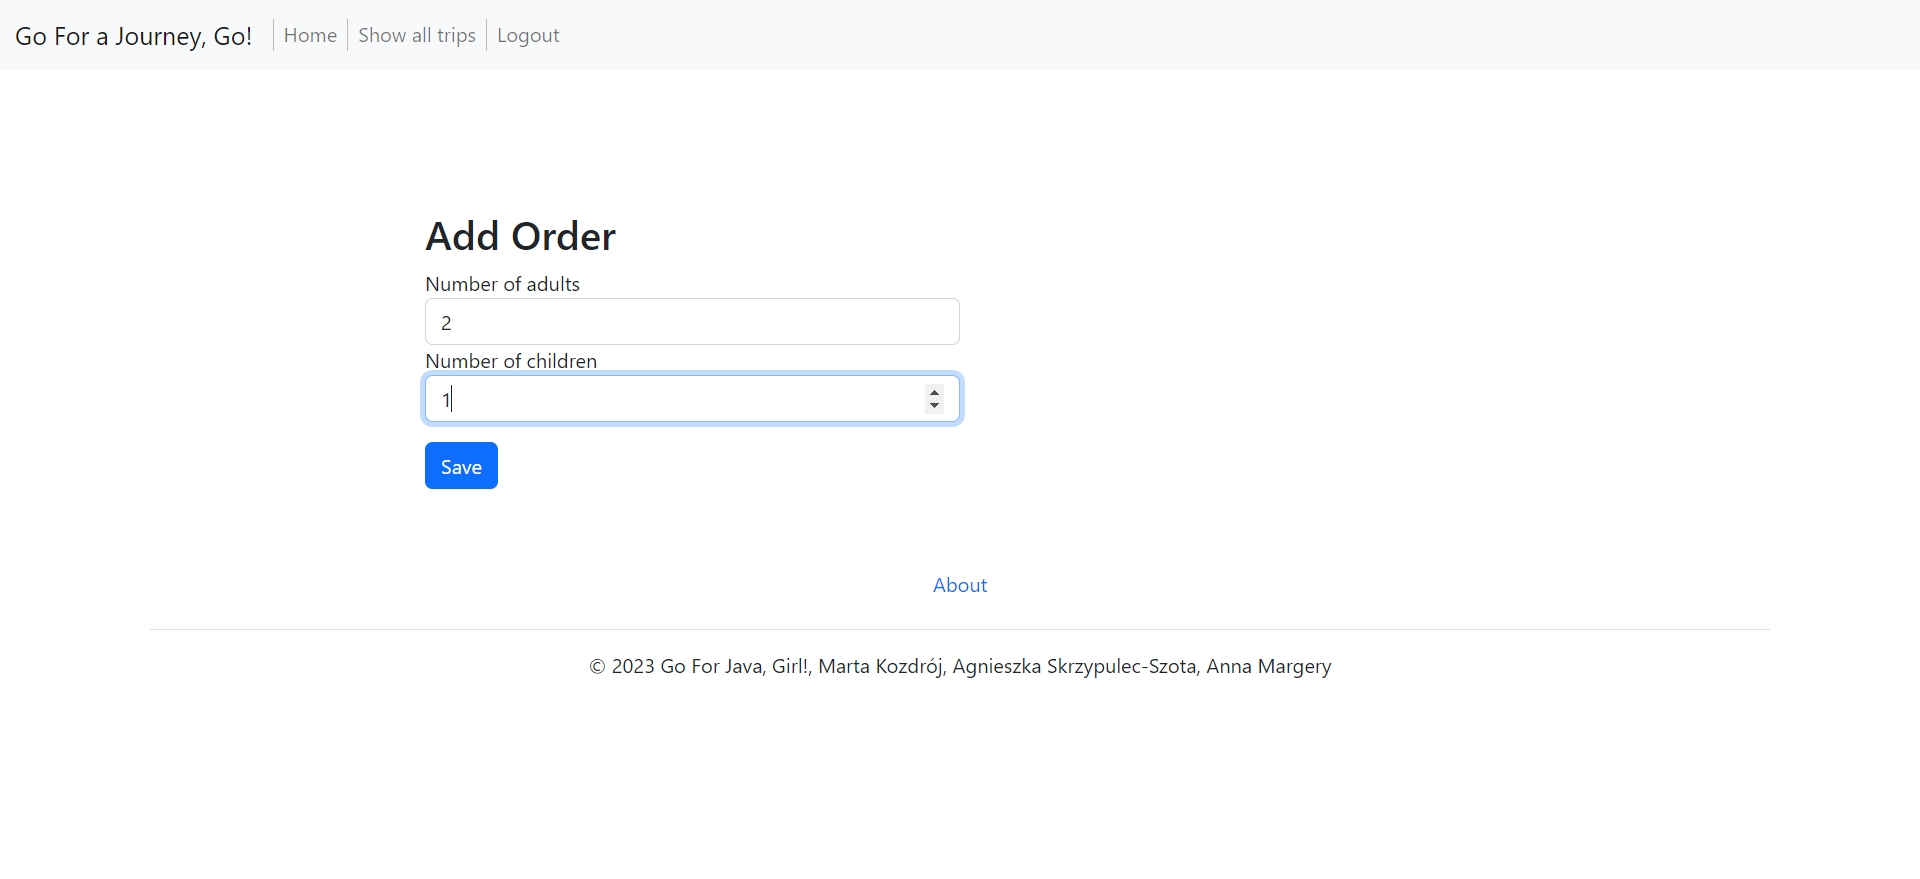 Go For a Journey, Go! Home Show all trips Logout
Add Order
Number of adults
2
Number of children
1
Save
About
© 2023 Go For Java, Girl!, Marta Kozdrój, Agnieszka Skrzypulec-Szota, Anna Margery